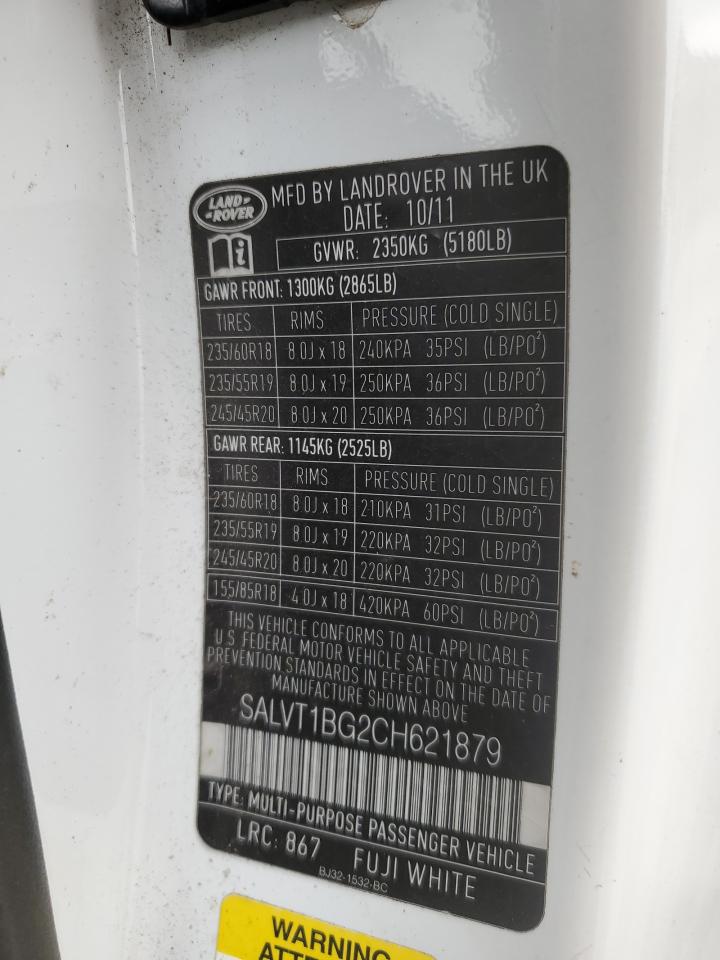 LAND ROVER
MFD BY LANDROVER IN THE UK
DATE: 10/11
GVWR: 2350KG (5180LB)
GAWR FRONT: 1300KG (2865LB)
TIRES RIMS PRESSURE (COLD SINGLE)
235/60R18 8.0J x 18 240KPA 35PSI (LB/PO²)
235/55R19 8.0J x 19 250KPA 36PSI (LB/PO²)
245/45R20 8.0J x 20 250KPA 36PSI (LB/PO²)
GAWR REAR: 1145KG (2525LB)
TIRES RIMS PRESSURE (COLD SINGLE)
235/60R18 8.0J x 18 210KPA 31PSI (LB/PO²)
235/55R19 8.0J x 19 220KPA 32PSI (LB/PO²)
245/45R20 8.0J x 20 220KPA 32PSI (LB/PO²)
155/85R18 4.0J x 18 420KPA 60PSI (LB/PO²)
THIS VEHICLE CONFORMS TO ALL APPLICABLE
U.S FEDERAL MOTOR VEHICLE SAFETY AND THEFT
PREVENTION STANDARDS IN EFFECT ON THE DATE OF
MANUFACTURE SHOWN ABOVE
SALVT1BG2CH621879
TYPE: MULTI-PURPOSE PASSENGER VEHICLE
LRC: 867 FUJI WHITE
BJ32-1532-BC
WARNING